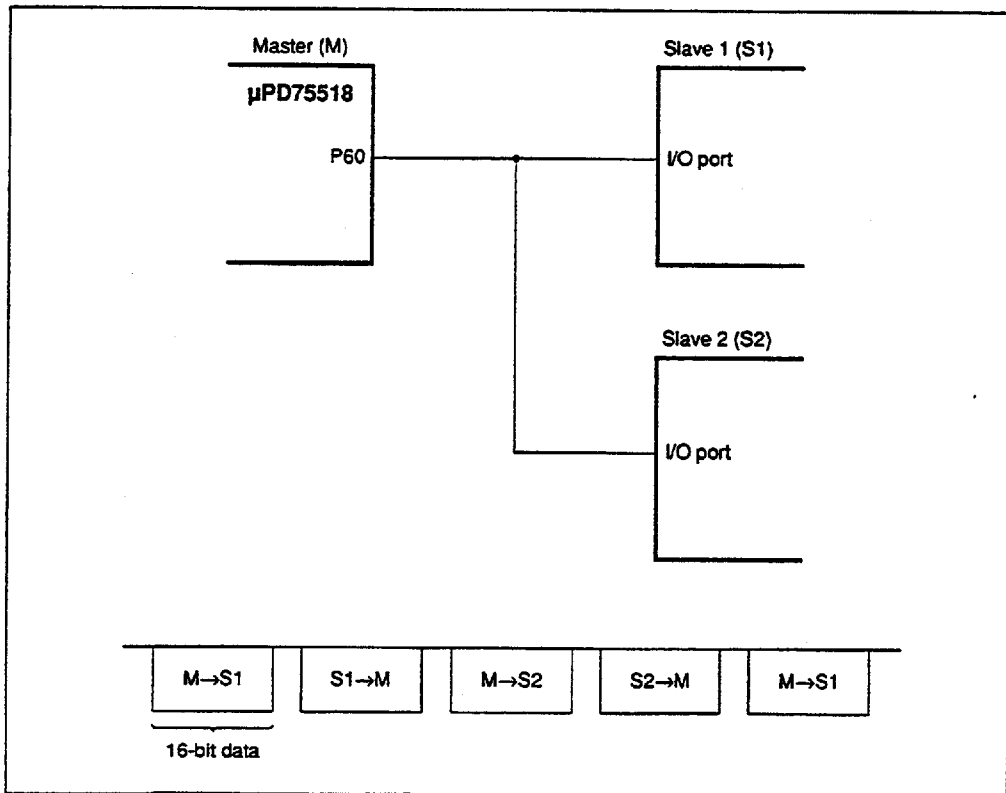 Master (M)
Slave 1 (S1)
µPD75518
P60
I/O port
Slave 2 (S2)
I/O port
M→S1
S1→M
M→S2
S2→M
M→S1
16-bit data